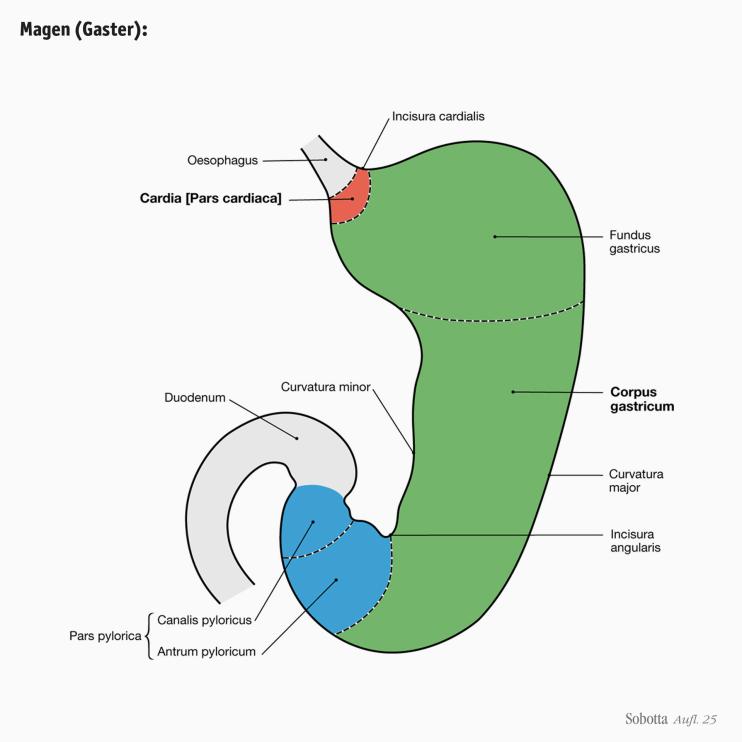 Magen (Gaster):
Incisura cardialis
Oesophagus
Cardia [Pars cardiaca]
Fundus
gastricus
Curvatura minor
Duodenum
Corpus
gastricum
Curvatura
major
Incisura
angularis
Pars pylorica
Canalis pyloricus
Antrum pyloricum
Sobotta Aufl. 25